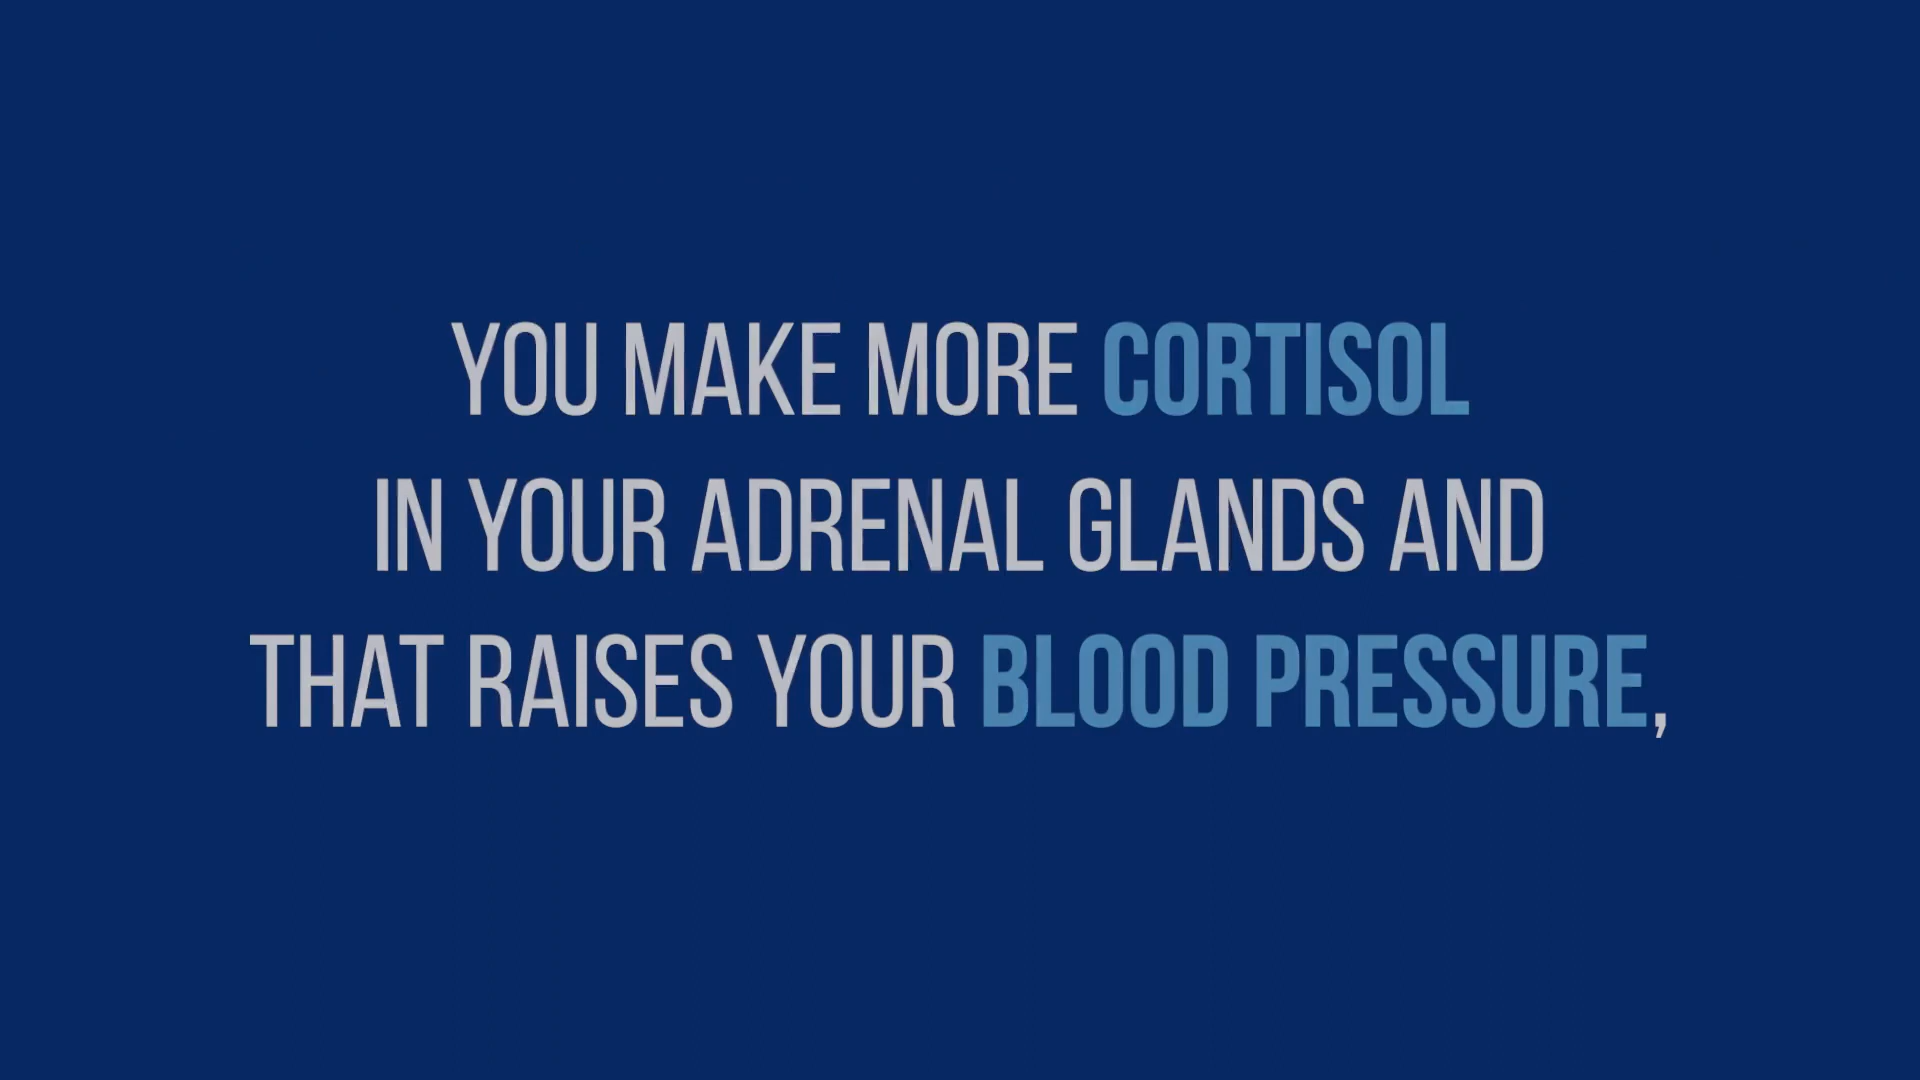 YOU MAKE MORE CORTISOL
IN YOUR ADRENAL GLANDS AND
THAT RAISES YOUR BLOOD PRESSURE,